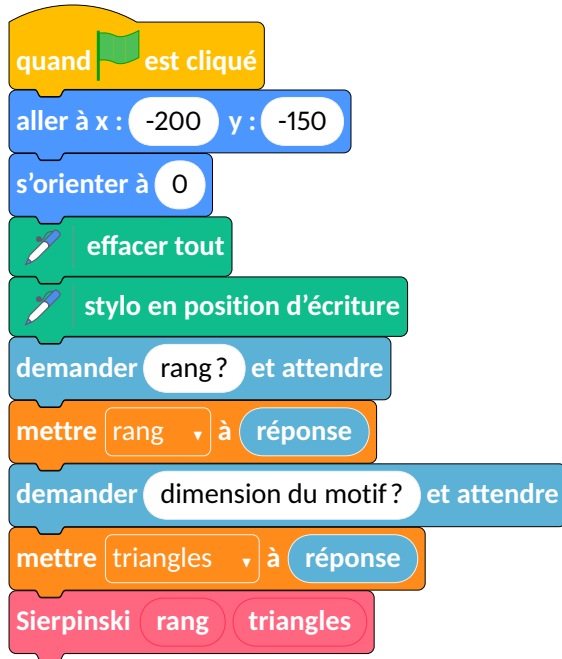 quand est cliqué
aller à x : -200 y : -150
s’orienter à 0
effacer tout
stylo en position d’écriture
demander rang ? et attendre
mettre rang à réponse
demander dimension du motif ? et attendre
mettre triangles à réponse
Sierpinski rang triangles